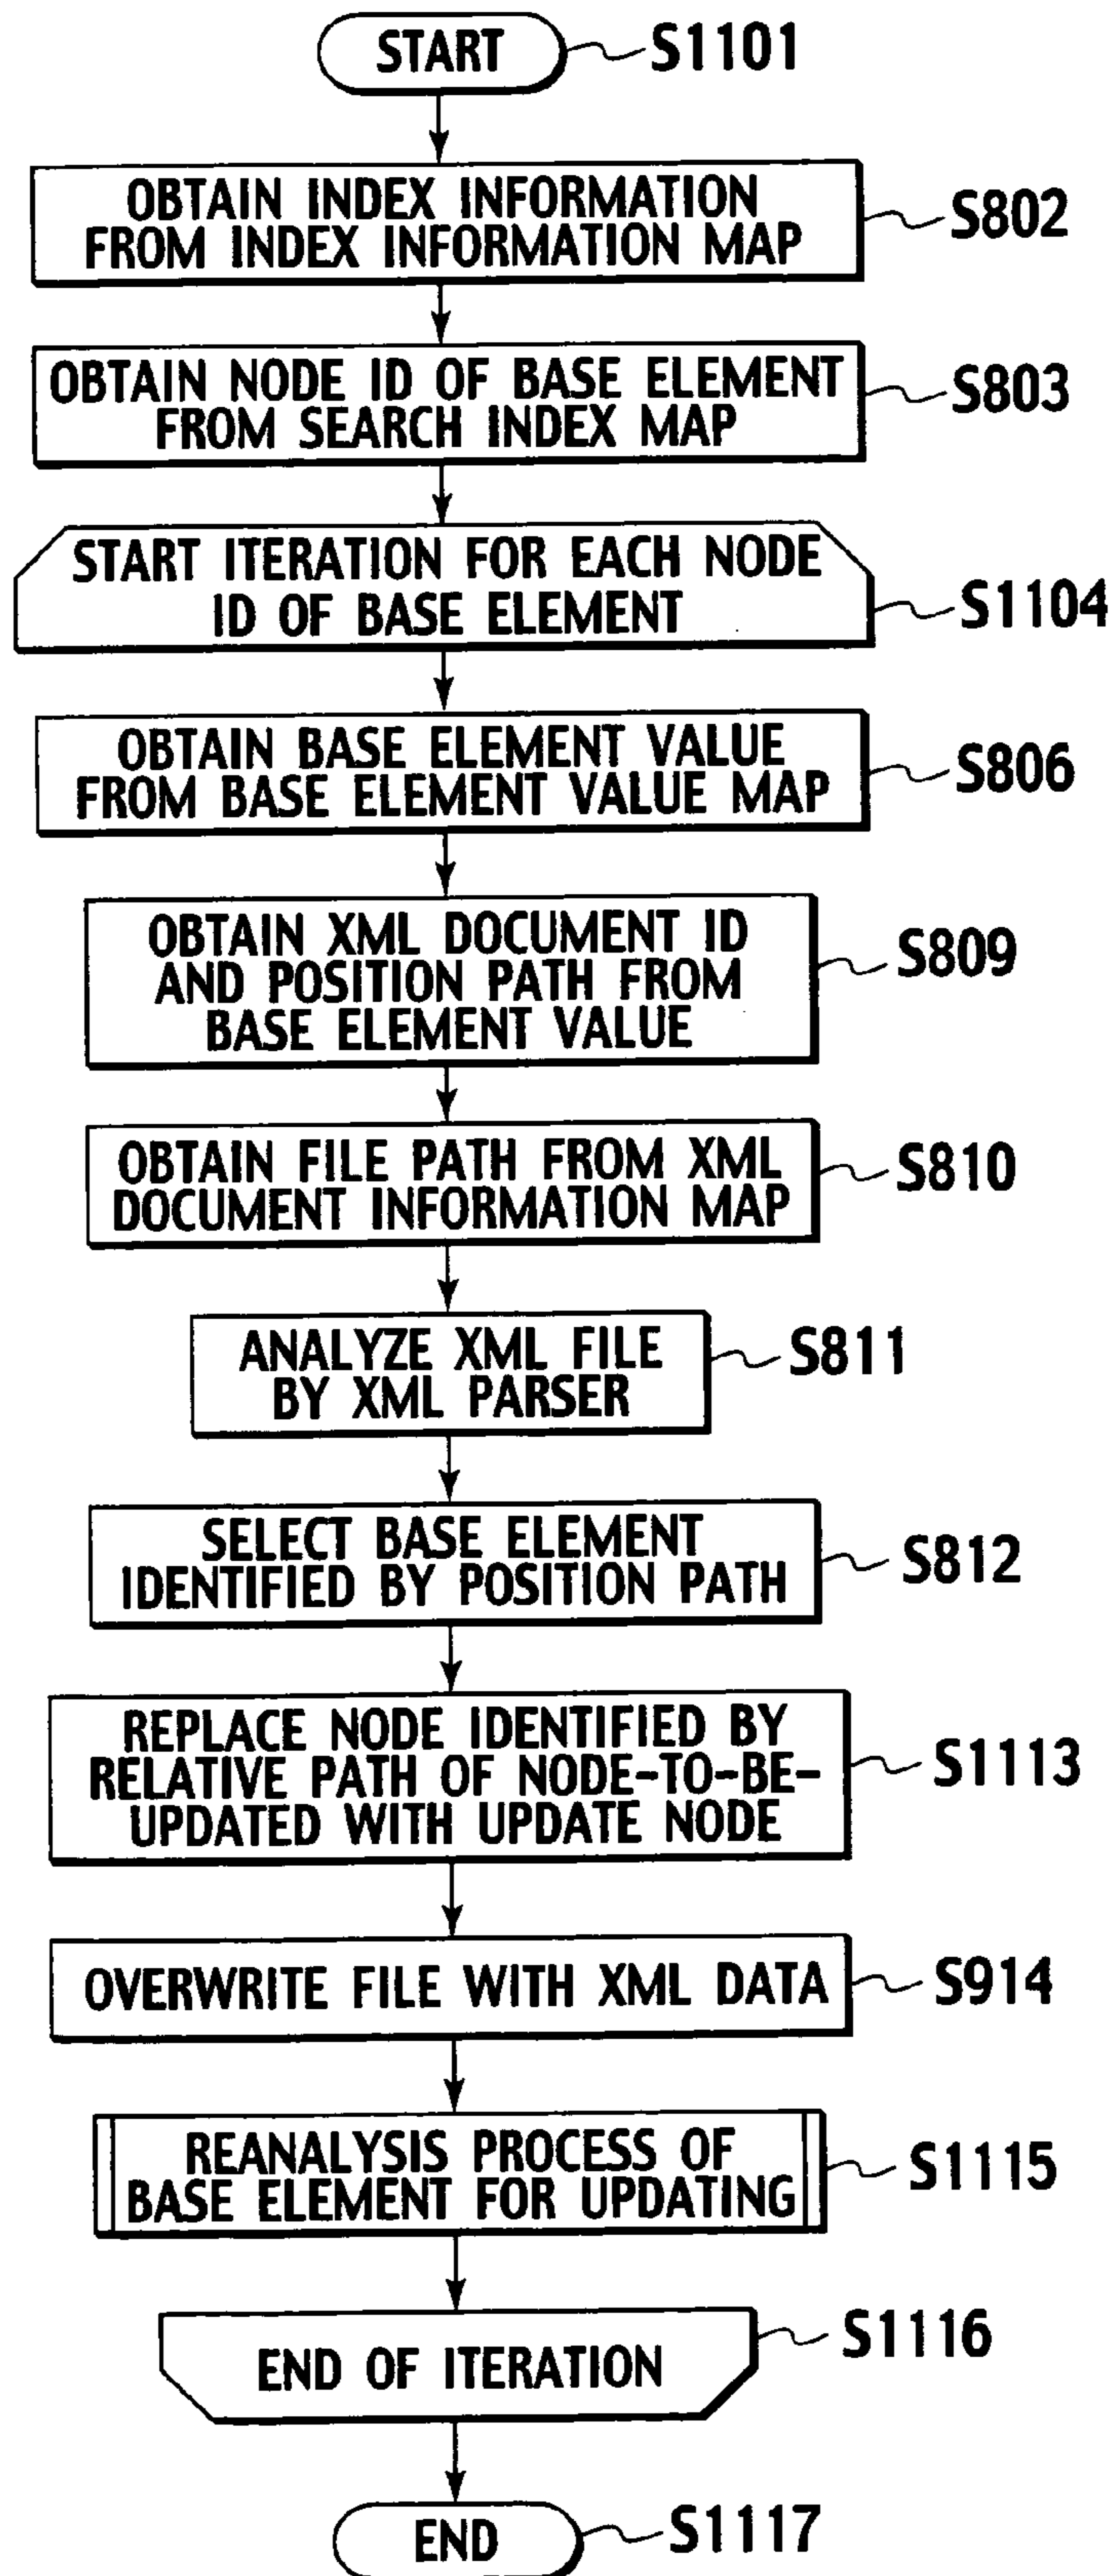 START
S1101
OBTAIN INDEX INFORMATION
FROM INDEX INFORMATION MAP
S802
OBTAIN NODE ID OF BASE ELEMENT
FROM SEARCH INDEX MAP
S803
START ITERATION FOR EACH NODE
ID OF BASE ELEMENT
S1104
OBTAIN BASE ELEMENT VALUE
FROM BASE ELEMENT VALUE MAP
S806
OBTAIN XML DOCUMENT ID
AND POSITION PATH FROM
BASE ELEMENT VALUE
S809
OBTAIN FILE PATH FROM XML
DOCUMENT INFORMATION MAP
S810
ANALYZE XML FILE
BY XML PARSER
S811
SELECT BASE ELEMENT
IDENTIFIED BY POSITION PATH
S812
REPLACE NODE IDENTIFIED BY
RELATIVE PATH OF NODE-TO-BE-
UPDATED WITH UPDATE NODE
S1113
OVERWRITE FILE WITH XML DATA
S914
REANALYSIS PROCESS OF
BASE ELEMENT FOR UPDATING
S1115
END OF ITERATION
S1116
END
S1117